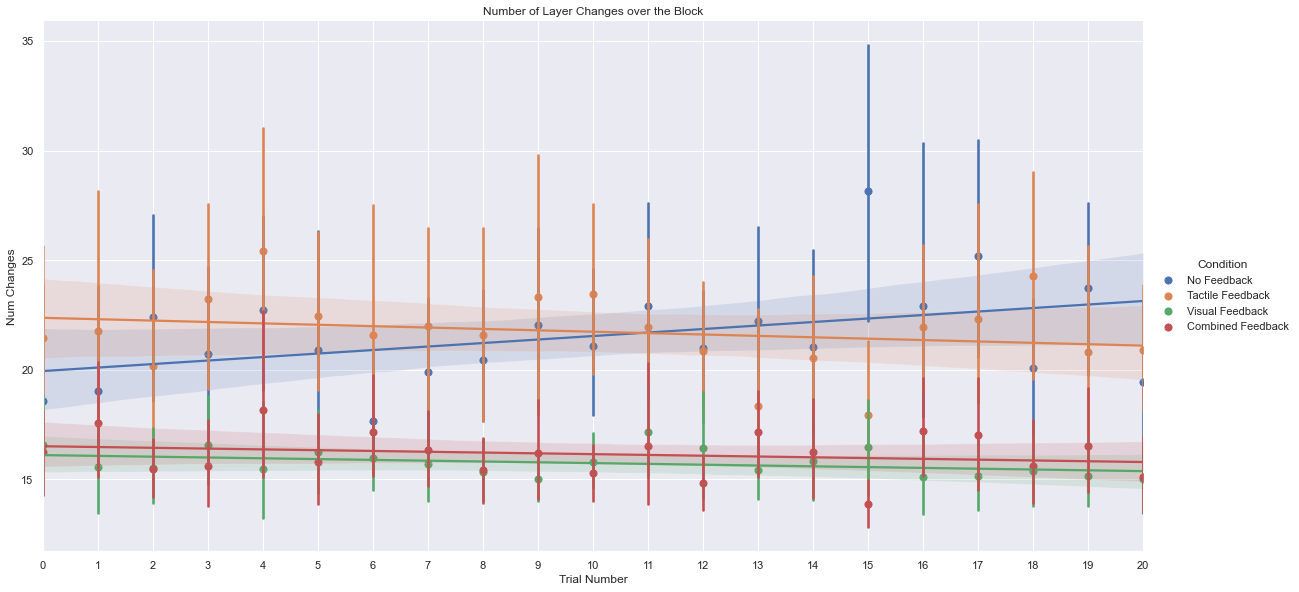 Number of Layer Changes over the Block
35
30
25
20
15
Num Changes
0 1 2 3 4 5 6 7 8 9 10 11 12 13 14 15 16 17 18 19 20
Trial Number
Condition
No Feedback
Tactile Feedback
Visual Feedback
Combined Feedback